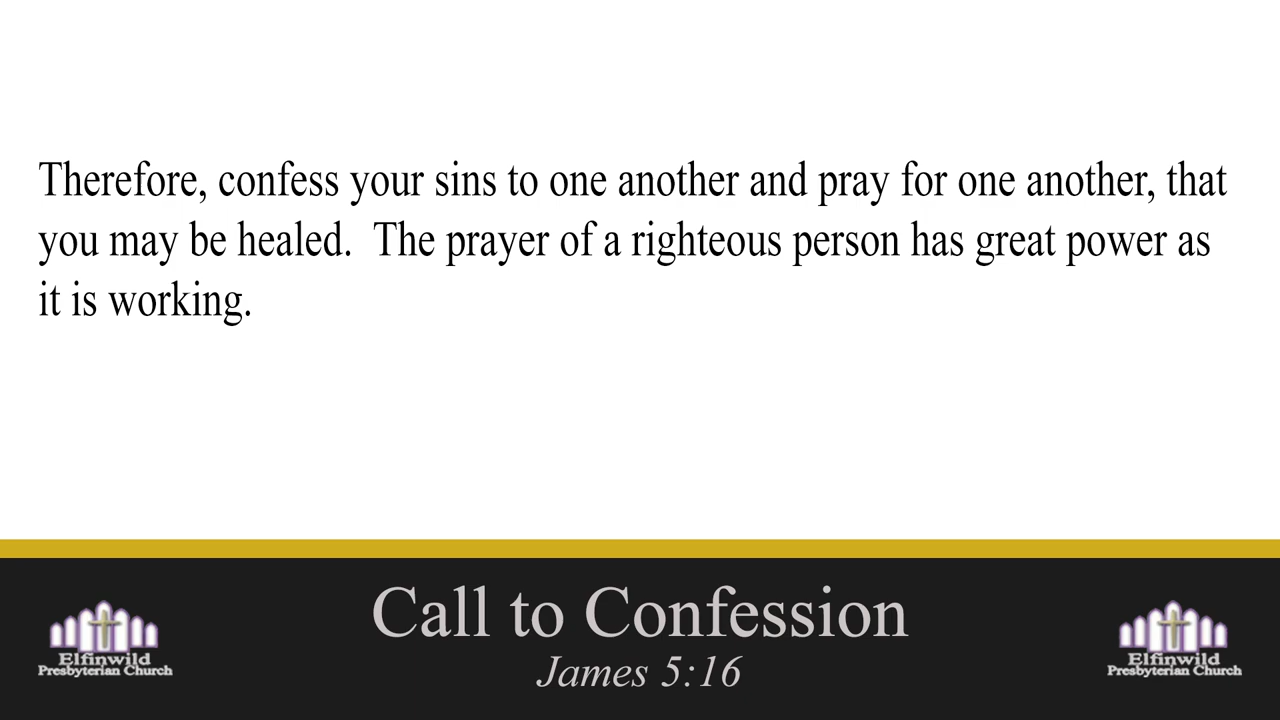 Therefore, confess your sins to one another and pray for one another, that
you may be healed.  The prayer of a righteous person has great power as
it is working.
Call to Confession
James 5:16
Elfinwild
Presbyterian Church
Elfinwild
Presbyterian Church